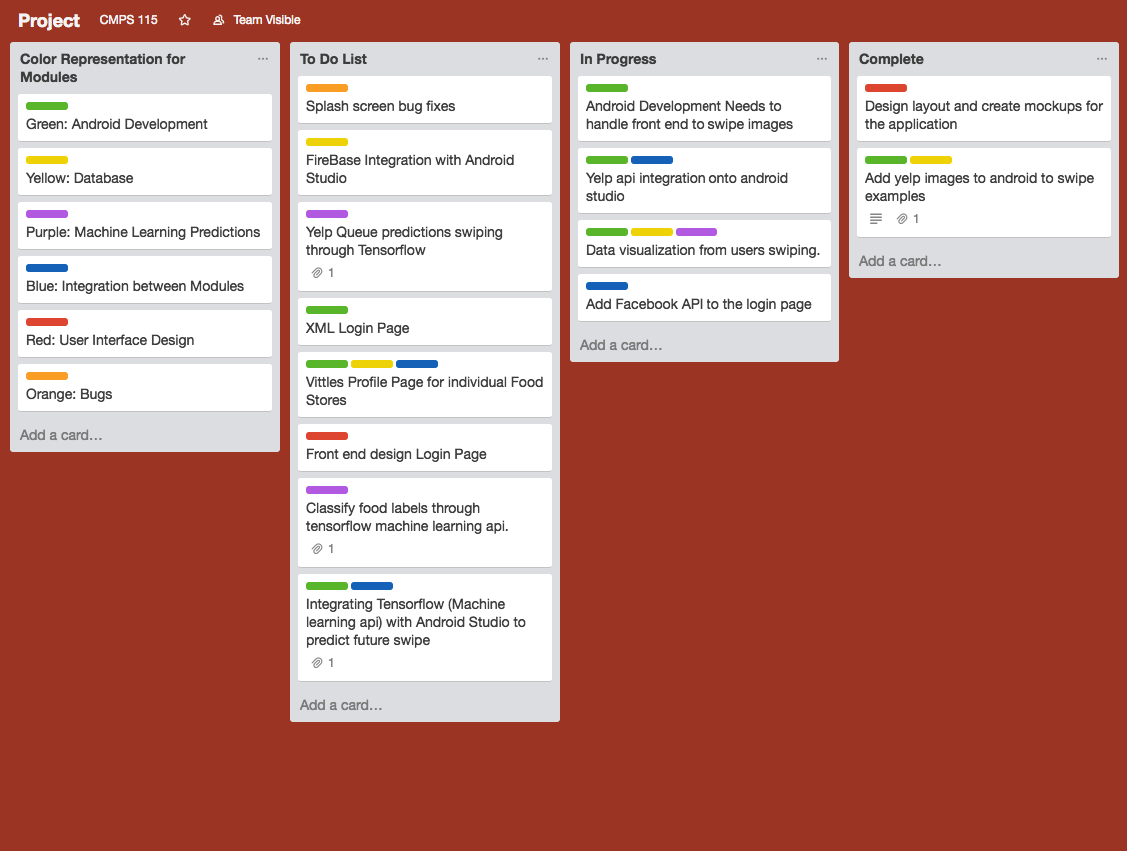 Project CMPS 115 Team Visible
Color Representation for
Modules
Green: Android Development
Yellow: Database
Purple: Machine Learning Predictions
Blue: Integration between Modules
Red: User Interface Design
Orange: Bugs
Add a card…
To Do List
Splash screen bug fixes
FireBase Integration with Android
Studio
Yelp Queue predictions swiping
through Tensorflow
1
XML Login Page
Vittles Profile Page for individual Food
Stores
Front end design Login Page
Classify food labels through
tensorflow machine learning api.
1
Integrating Tensorflow (Machine
learning api) with Android Studio to
predict future swipe
1
Add a card…
In Progress
Android Development Needs to
handle front end to swipe images
Yelp api integration onto android
studio
Data visualization from users swiping.
Add Facebook API to the login page
Add a card…
Complete
Design layout and create mockups for
the application
Add yelp images to android to swipe
examples
1
Add a card…